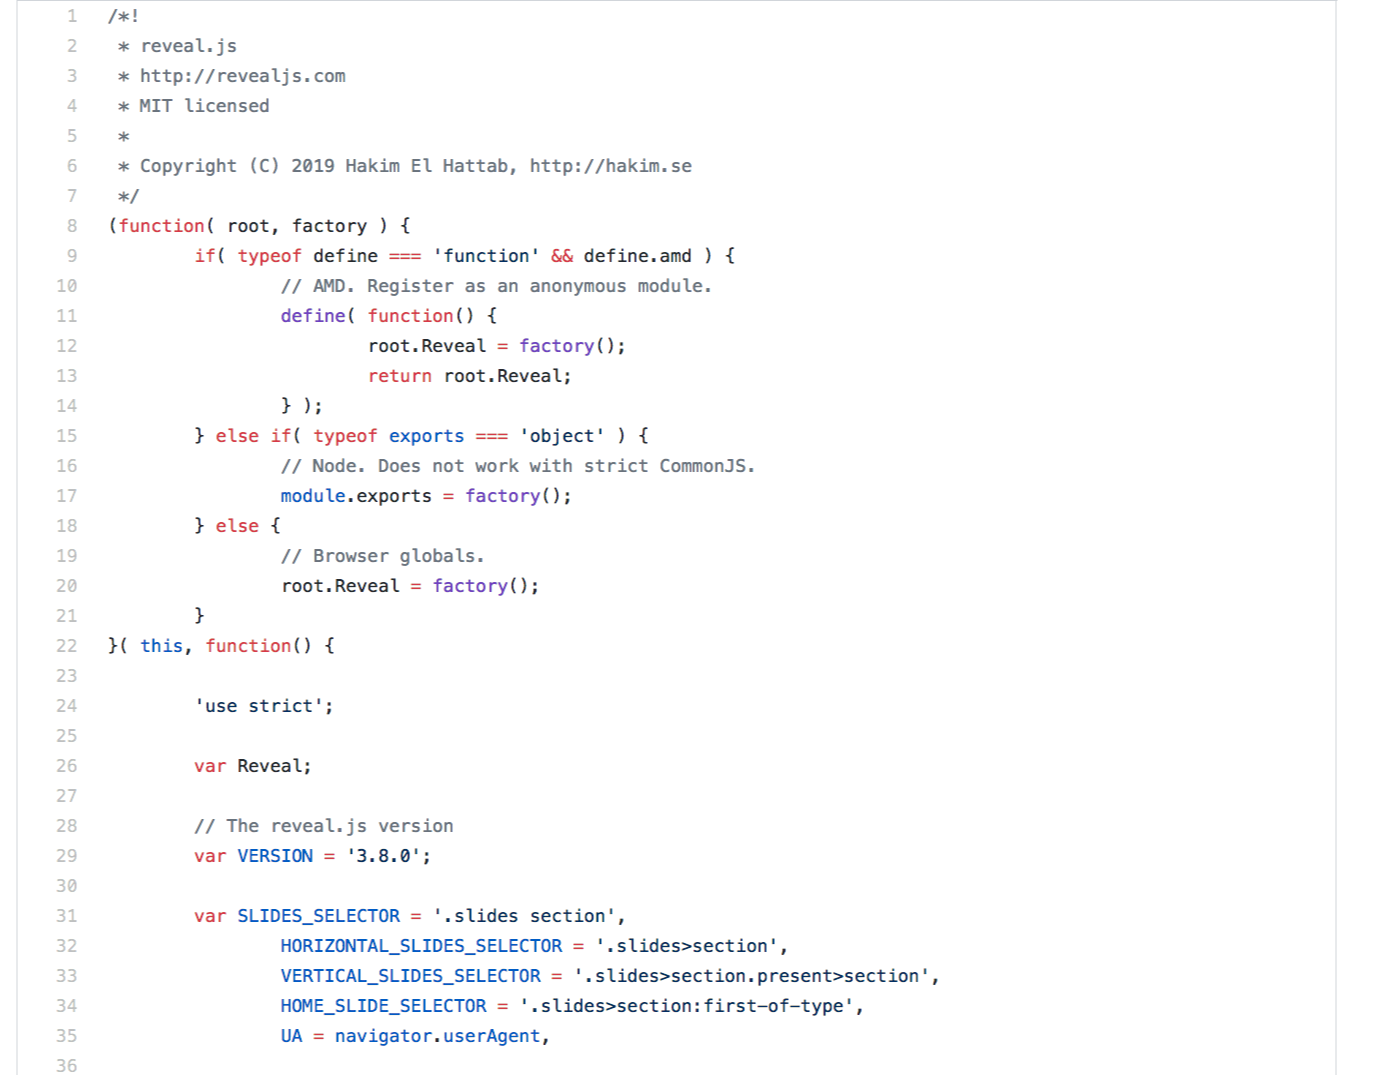 1 /*!
2  * reveal.js
3  * http://revealjs.com
4  * MIT licensed
5  *
6  * Copyright (C) 2019 Hakim El Hattab, http://hakim.se
7  */
8 (function( root, factory ) {
9         if( typeof define === 'function' && define.amd ) {
10                 // AMD. Register as an anonymous module.
11                 define( function() {
12                         root.Reveal = factory();
13                         return root.Reveal;
14                 } );
15         } else if( typeof exports === 'object' ) {
16                 // Node. Does not work with strict CommonJS.
17                 module.exports = factory();
18         } else {
19                 // Browser globals.
20                 root.Reveal = factory();
21         }
22 }( this, function() {
23
24         'use strict';
25
26         var Reveal;
27
28         // The reveal.js version
29         var VERSION = '3.8.0';
30
31         var SLIDES_SELECTOR = '.slides section',
32                 HORIZONTAL_SLIDES_SELECTOR = '.slides>section',
33                 VERTICAL_SLIDES_SELECTOR = '.slides>section.present>section',
34                 HOME_SLIDE_SELECTOR = '.slides>section:first-of-type',
35                 UA = navigator.userAgent,
36